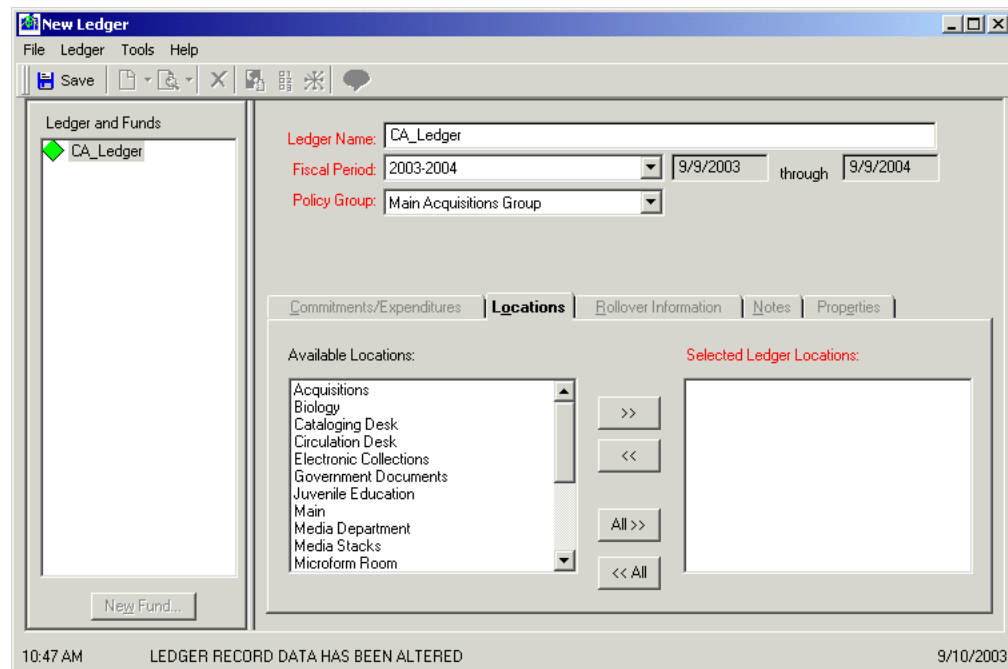 New Ledger
File Ledger Tools Help
Save
Ledger and Funds
CA_Ledger
New Fund...
Ledger Name: CA_Ledger
Fiscal Period: 2003-2004 9/9/2003 through 9/9/2004
Policy Group: Main Acquisitions Group
Commitments/Expenditures Locations Rollover Information Notes Properties
Available Locations:
Acquisitions
Biology
Cataloging Desk
Circulation Desk
Electronic Collections
Government Documents
Juvenile Education
Main
Media Department
Media Stacks
Microform Room
>>
<<
All >>
<< All
Selected Ledger Locations:
10:47 AM LEDGER RECORD DATA HAS BEEN ALTERED 9/10/2003